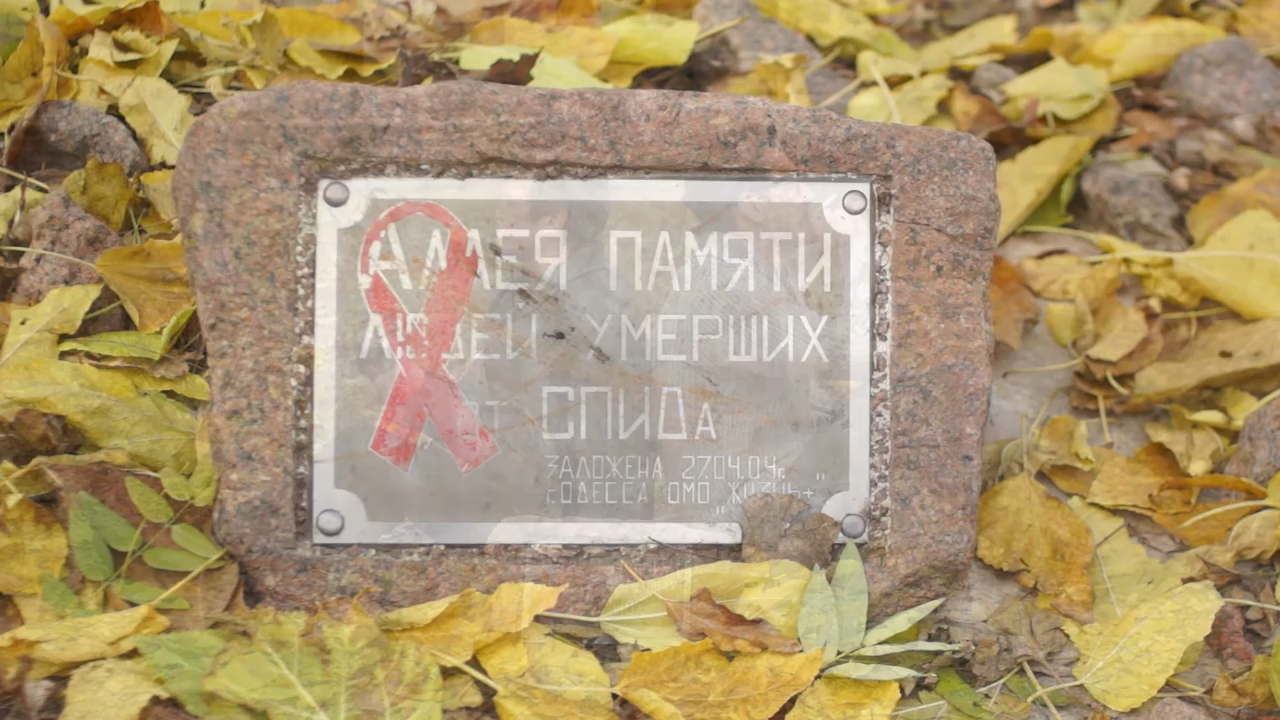 АЛЛЕЯ ПАМЯТИ
ЛЮДЕЙ УМЕРШИХ
ОТ СПИДА
ЗАЛОЖЕНА 27.04.04г.
г.ОДЕССА ОМО „ЖИЗНЬ+"